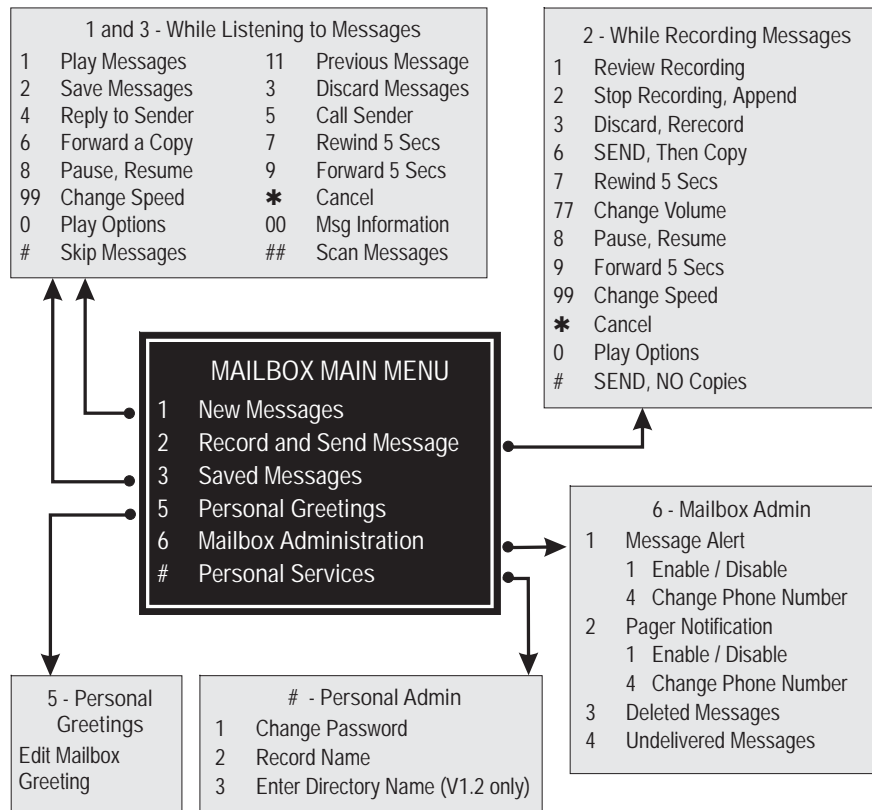 1 and 3 - While Listening to Messages
1 Play Messages 11 Previous Message
2 Save Messages 3 Discard Messages
4 Reply to Sender 5 Call Sender
6 Forward a Copy 7 Rewind 5 Secs
8 Pause, Resume 9 Forward 5 Secs
99 Change Speed ✱ Cancel
0 Play Options 00 Msg Information
# Skip Messages ## Scan Messages
2 - While Recording Messages
1 Review Recording
2 Stop Recording, Append
3 Discard, Rerecord
6 SEND, Then Copy
7 Rewind 5 Secs
77 Change Volume
8 Pause, Resume
9 Forward 5 Secs
99 Change Speed
✱ Cancel
0 Play Options
# SEND, NO Copies
MAILBOX MAIN MENU
1 New Messages
2 Record and Send Message
3 Saved Messages
5 Personal Greetings
6 Mailbox Administration
# Personal Services
6 - Mailbox Admin
1 Message Alert
1 Enable / Disable
4 Change Phone Number
2 Pager Notification
1 Enable / Disable
4 Change Phone Number
3 Deleted Messages
4 Undelivered Messages
5 - Personal
Greetings
Edit Mailbox
Greeting
# - Personal Admin
1 Change Password
2 Record Name
3 Enter Directory Name (V1.2 only)